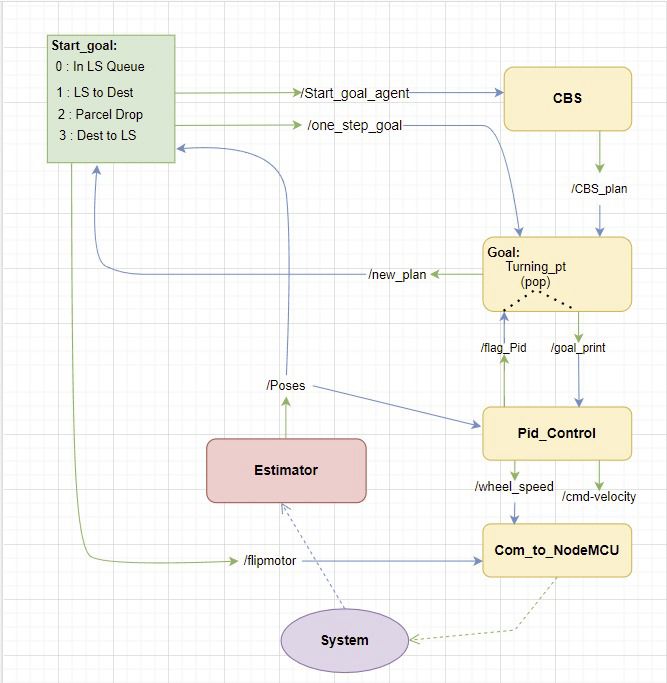 Start_goal:
0 : In LS Queue
1 : LS to Dest
2 : Parcel Drop
3 : Dest to LS
/Start_goal_agent
CBS
/one_step_goal
/CBS_plan
Goal:
Turning_pt
(pop)
/new_plan
/flag_Pid
/goal_print
/Poses
Pid_Control
Estimator
/wheel_speed
/cmd-velocity
/flipmotor
Com_to_NodeMCU
System